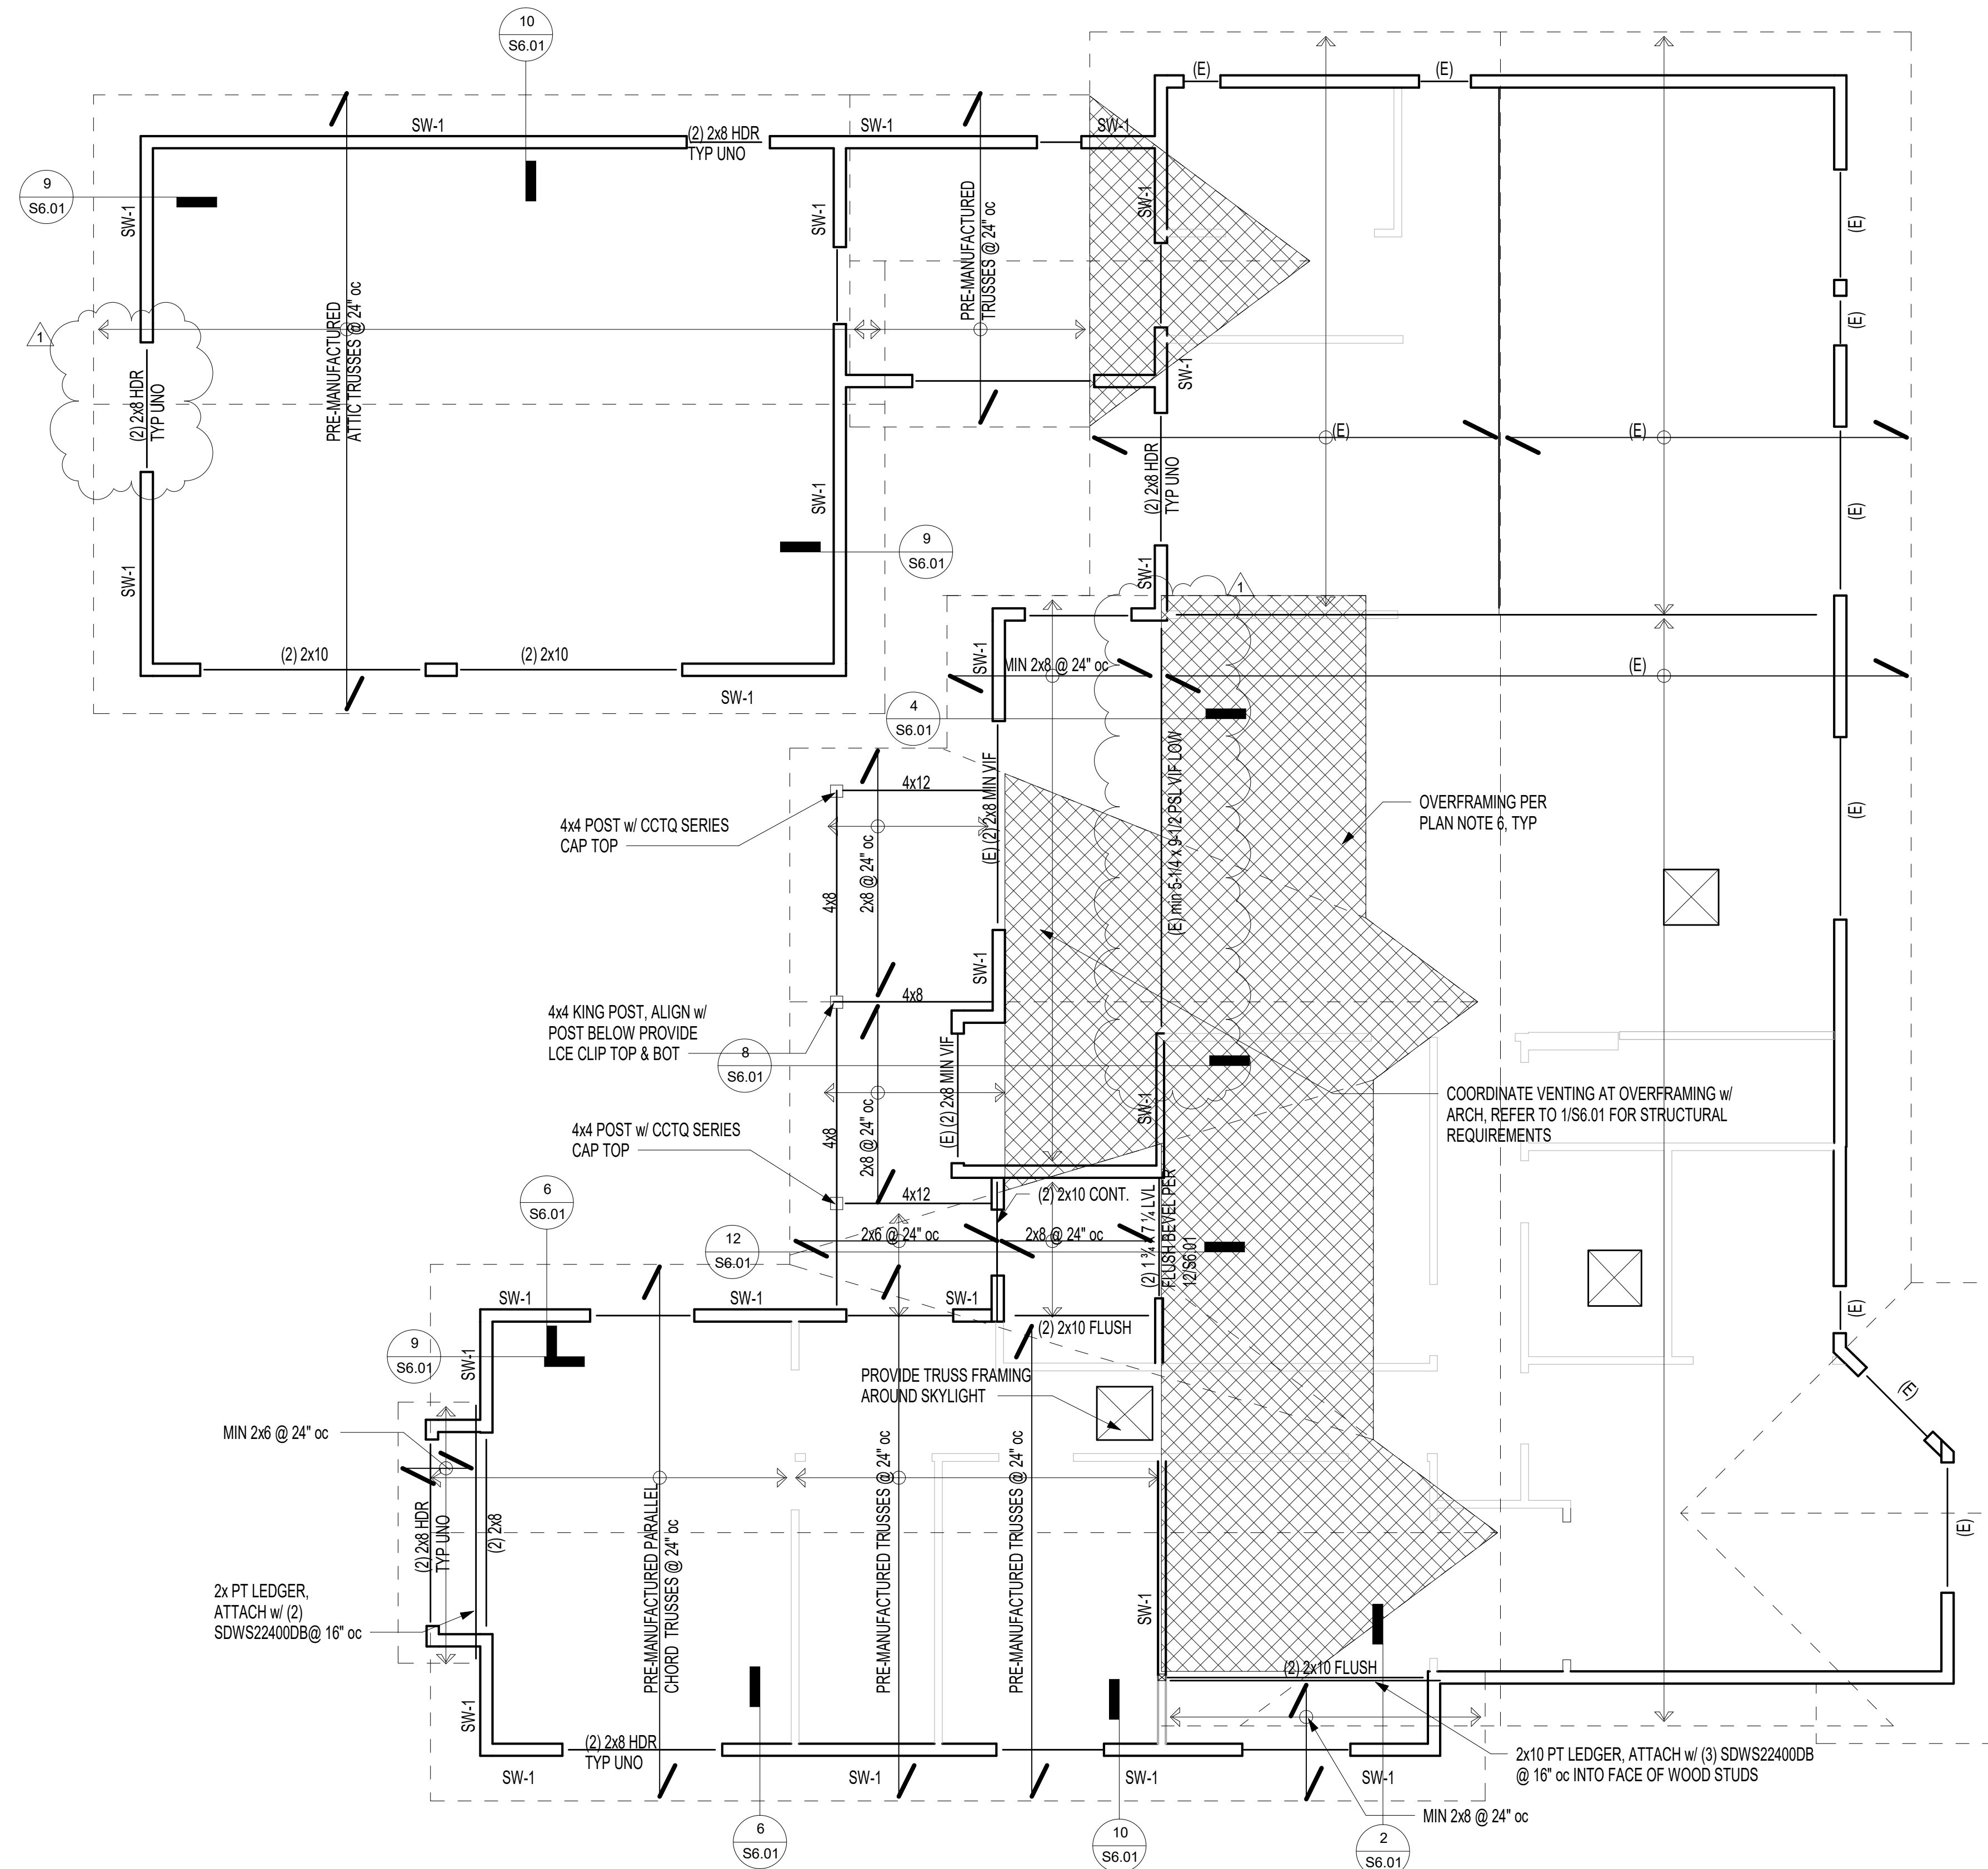 10
S6.01
(E)
(E)
SW-1
(2) 2x8 HDR
TYP UNO
SW-1
SW-1
9
S6.01
SW-1
SW-1
PRE-MANUFACTURED
TRUSSES @ 24" oc
SW-1
(E)
1
PRE-MANUFACTURED
ATTIC TRUSSES @ 24" oc
(E)
(2) 2x8 HDR
TYP UNO
SW-1
(E)
(E)
(2) 2x8 HDR
TYP UNO
SW-1
(E)
9
S6.01
SW-1
SW-1
1
(2) 2x10
(2) 2x10
SW-1
SW-1
MIN 2x8 @ 24" oc
(E)
4
S6.01
4x12
(E) (2) 2x8 MIN VIF
(E) min 5-1/4 x 9-1/2 PSL VIF LOW
OVERFRAMING PER
PLAN NOTE 6, TYP
(E)
4x4 POST w/ CCTQ SERIES
CAP TOP
4x8
2x8 @ 24" oc
SW-1
4x8
4x4 KING POST, ALIGN w/
POST BELOW PROVIDE
LCE CLIP TOP & BOT
8
S6.01
(E) (2) 2x8 MIN VIF
SW-1
COORDINATE VENTING AT OVERFRAMING w/
ARCH, REFER TO 1/S6.01 FOR STRUCTURAL
REQUIREMENTS
4x4 POST w/ CCTQ SERIES
CAP TOP
4x8
2x8 @ 24" oc
4x12
(2) 2x10 CONT.
6
S6.01
12
S6.01
2x6 @ 24" oc
2x8 @ 24" oc
(2) 1 ¾ x 7 ¼ LVL
FLUSH BEVEL PER
12/S6.01
SW-1
SW-1
SW-1
(2) 2x10 FLUSH
(E)
9
S6.01
SW-1
PROVIDE TRUSS FRAMING
AROUND SKYLIGHT
(E)
MIN 2x6 @ 24" oc
(2) 2x8 HDR
TYP UNO
(2) 2x8
PRE-MANUFACTURED PARALLEL
CHORD TRUSSES @ 24" oc
PRE-MANUFACTURED TRUSSES @ 24" oc
PRE-MANUFACTURED TRUSSES @ 24" oc
(E)
2x PT LEDGER,
ATTACH w/ (2)
SDWS22400DB@ 16" oc
SW-1
(2) 2x10 FLUSH
SW-1
(2) 2x8 HDR
TYP UNO
SW-1
SW-1
SW-1
SW-1
2x10 PT LEDGER, ATTACH w/ (3) SDWS22400DB
@ 16" oc INTO FACE OF WOOD STUDS
MIN 2x8 @ 24" oc
6
S6.01
10
S6.01
2
S6.01